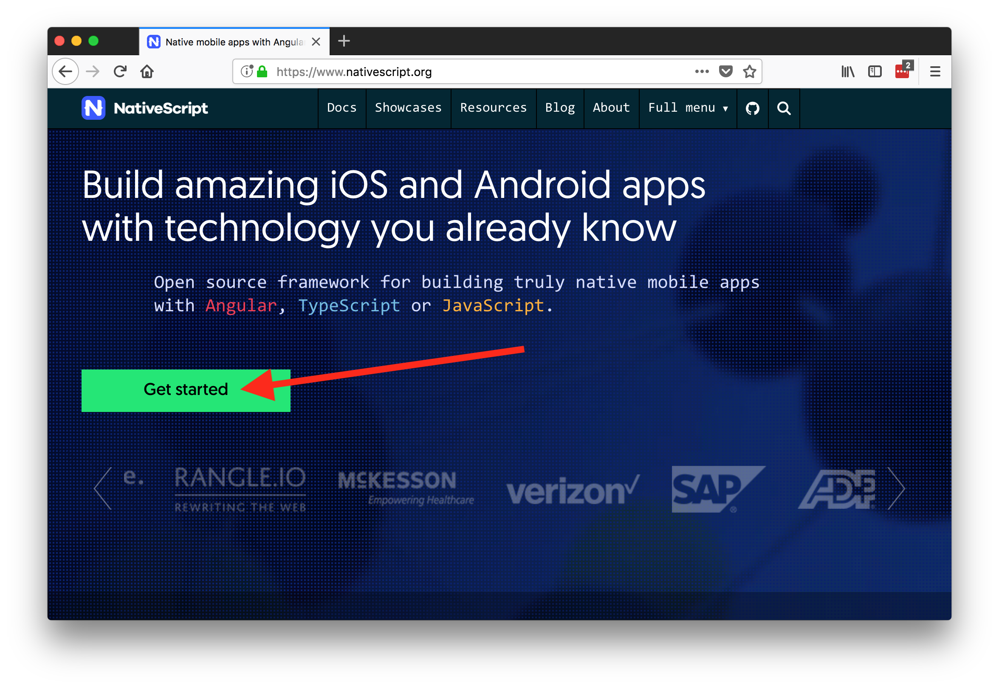 Native mobile apps with Angula
2
https://www.nativescript.org
NativeScript
Docs
Showcases
Resources
Blog
About
Full menu
Build amazing iOS and Android apps
with technology you already know
Open source framework for building truly native mobile apps
with Angular, TypeScript or JavaScript.
Get started
e.
RANGLE.IO
REWRITING THE WEB
McKESSON
Empowering Healthcare
verizon
SAP
®
ADP